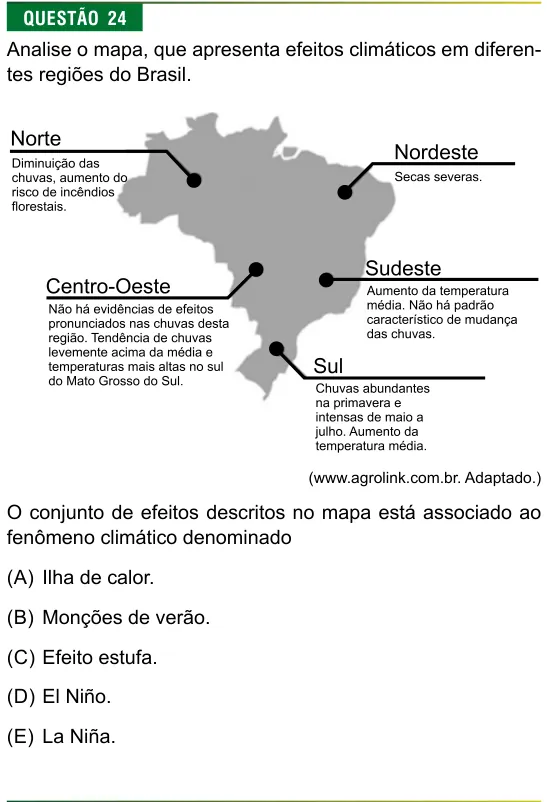 QUESTÃO 24
Analise o mapa, que apresenta efeitos climáticos em diferen-
tes regiões do Brasil.
Norte
Diminuição das
chuvas, aumento do
risco de incêndios
florestais.
Nordeste
Secas severas.
Centro-Oeste
Não há evidências de efeitos
pronunciados nas chuvas desta
região. Tendência de chuvas
levemente acima da média e
temperaturas mais altas no sul
do Mato Grosso do Sul.
Sudeste
Aumento da temperatura
média. Não há padrão
característico de mudança
das chuvas.
Sul
Chuvas abundantes
na primavera e
intensas de maio a
julho. Aumento da
temperatura média.
(www.agrolink.com.br. Adaptado.)
O conjunto de efeitos descritos no mapa está associado ao
fenômeno climático denominado
(A) Ilha de calor.
(B) Monções de verão.
(C) Efeito estufa.
(D) El Niño.
(E) La Niña.